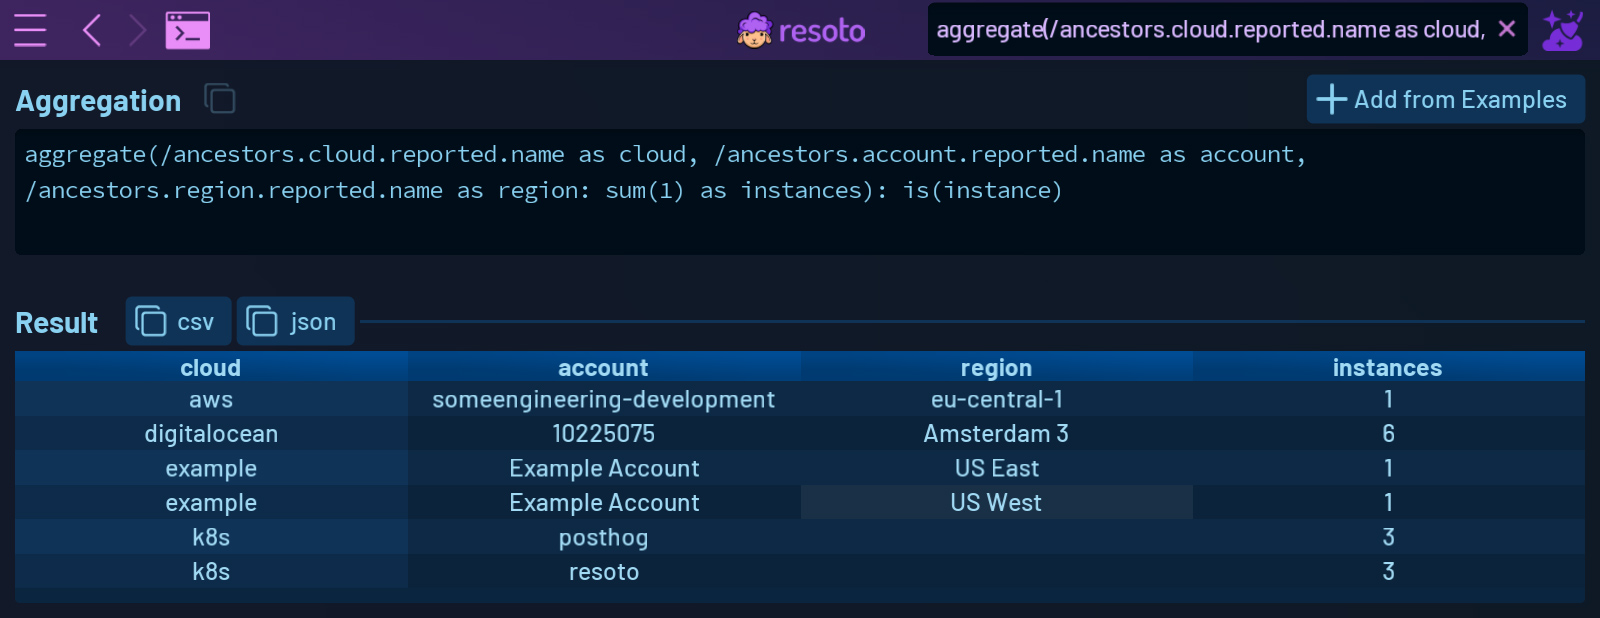 resoto
aggregate(/ancestors.cloud.reported.name as cloud,
Aggregation
Add from Examples
aggregate(/ancestors.cloud.reported.name as cloud, /ancestors.account.reported.name as account,
/ancestors.region.reported.name as region: sum(1) as instances): is(instance)
Result csv json
cloud account region instances
aws someengineering-development eu-central-1 1
digitalocean 10225075 Amsterdam 3 6
example Example Account US East 1
example Example Account US West 1
k8s posthog 3
k8s resoto 3